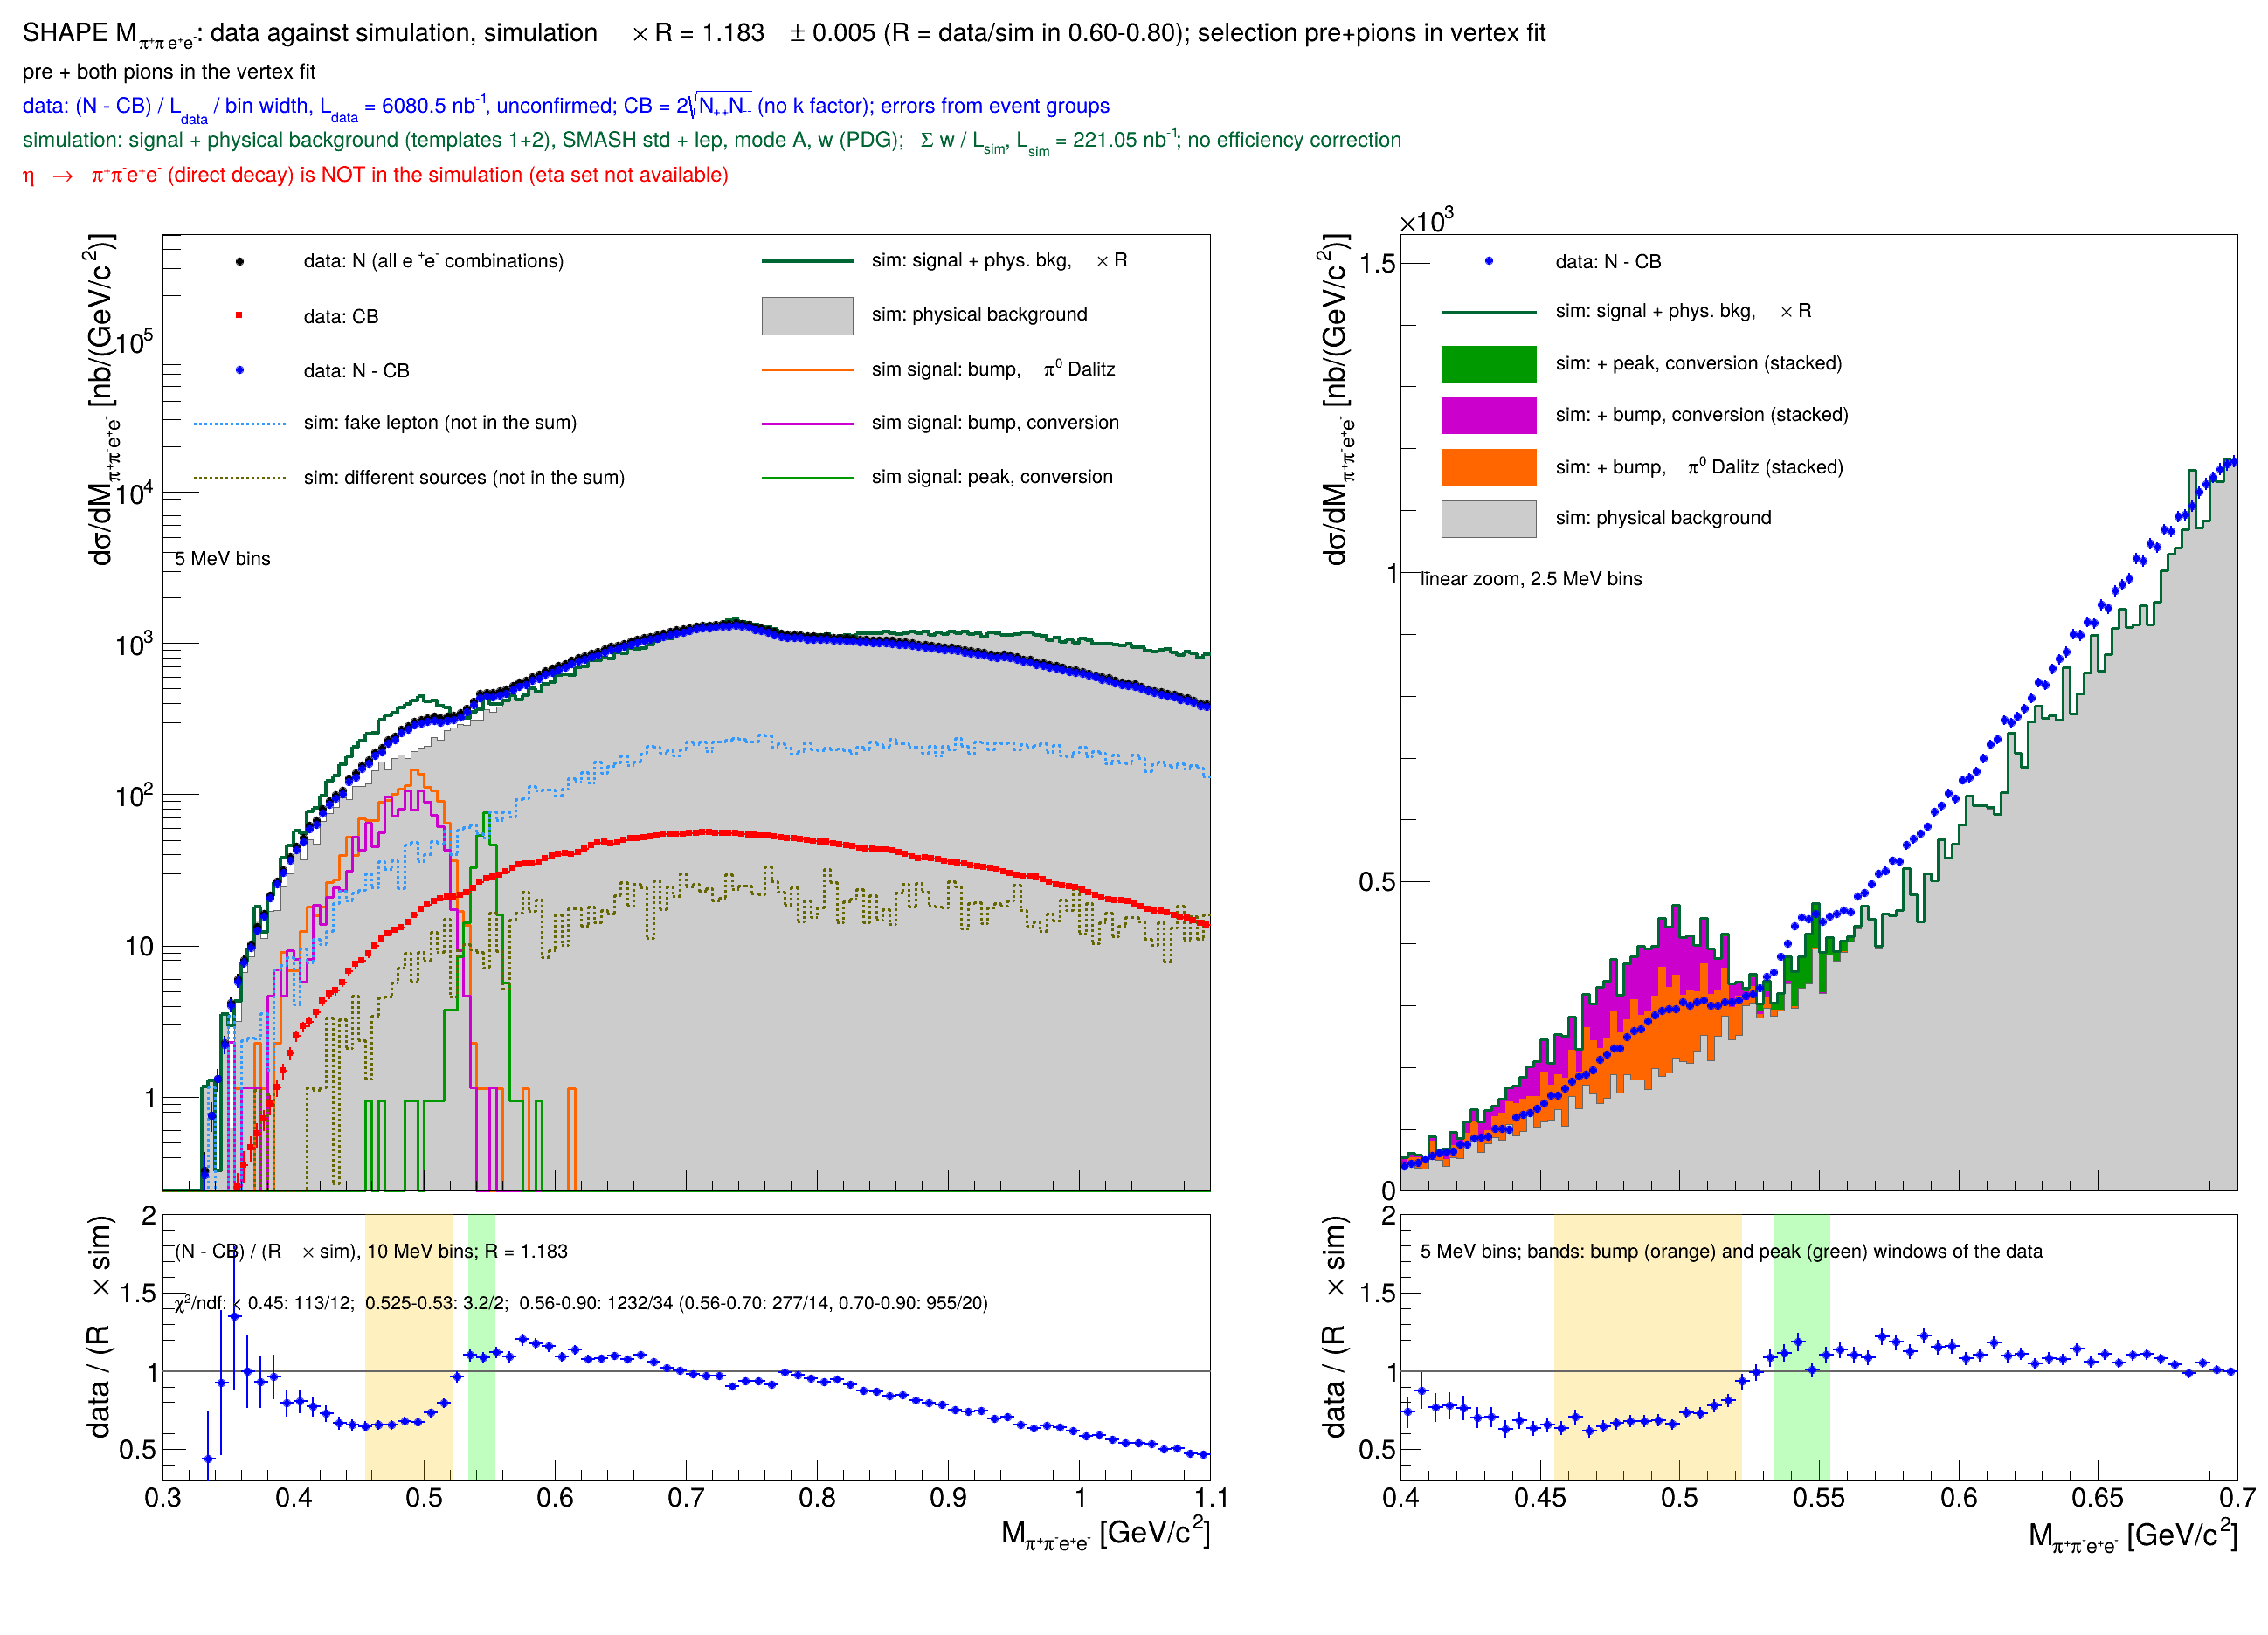 SHAPE Mπ⁺π⁻e⁺e⁻: data against simulation, simulation × R = 1.183 ± 0.005 (R = data/sim in 0.60-0.80); selection pre+pions in vertex fit
pre + both pions in the vertex fit
data: (N - CB) / L_data / bin width, L_data = 6080.5 nb⁻¹, unconfirmed; CB = 2√N₊₊N₋₋ (no k factor); errors from event groups
simulation: signal + physical background (templates 1+2), SMASH std + lep, mode A, w (PDG); Σ w / L_sim, L_sim = 221.05 nb⁻¹; no efficiency correction
η → π⁺π⁻e⁺e⁻ (direct decay) is NOT in the simulation (eta set not available)
dσ/dMπ⁺π⁻e⁺e⁻ [nb/(GeV/c²)]
10⁵
10⁴
10³
10²
10
1
data: N (all e⁺e⁻ combinations)
data: CB
data: N - CB
sim: fake lepton (not in the sum)
sim: different sources (not in the sum)
sim: signal + phys. bkg, × R
sim: physical background
sim signal: bump, π⁰ Dalitz
sim signal: bump, conversion
sim signal: peak, conversion
5 MeV bins
data / (R × sim)
2
1.5
1
0.5
(N - CB) / (R × sim), 10 MeV bins; R = 1.183
χ²/ndf: < 0.45: 113/12; 0.525-0.53: 3.2/2; 0.56-0.90: 1232/34 (0.56-0.70: 277/14, 0.70-0.90: 955/20)
0.3 0.4 0.5 0.6 0.7 0.8 0.9 1 1.1
Mπ⁺π⁻e⁺e⁻ [GeV/c²]
×10³
dσ/dMπ⁺π⁻e⁺e⁻ [nb/(GeV/c²)]
1.5
1
0.5
0
data: N - CB
sim: signal + phys. bkg, × R
sim: + peak, conversion (stacked)
sim: + bump, conversion (stacked)
sim: + bump, π⁰ Dalitz (stacked)
sim: physical background
linear zoom, 2.5 MeV bins
data / (R × sim)
2
1.5
1
0.5
5 MeV bins; bands: bump (orange) and peak (green) windows of the data
0.4 0.45 0.5 0.55 0.6 0.65 0.7
Mπ⁺π⁻e⁺e⁻ [GeV/c²]